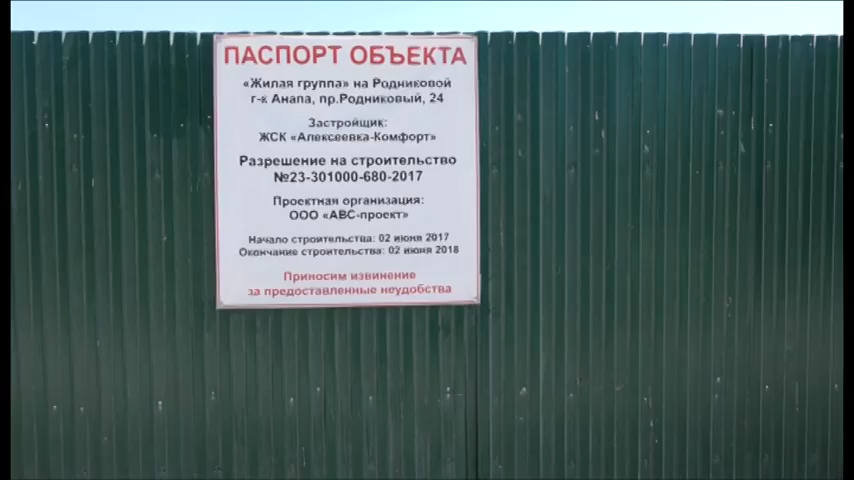 ПАСПОРТ ОБЪЕКТА
«Жилая группа» на Родниковой
г-к Анапа, пр.Родниковый, 24
Застройщик:
ЖСК «Алексеевка-Комфорт»
Разрешение на строительство
№23-301000-680-2017
Проектная организация:
ООО «АВС-проект»
Начало строительства: 02 июня 2017
Окончание строительства: 02 июня 2018
Приносим извинение
за предоставленные неудобства